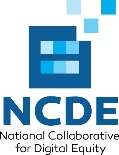 NCDE
National Collaborative
for Digital Equity